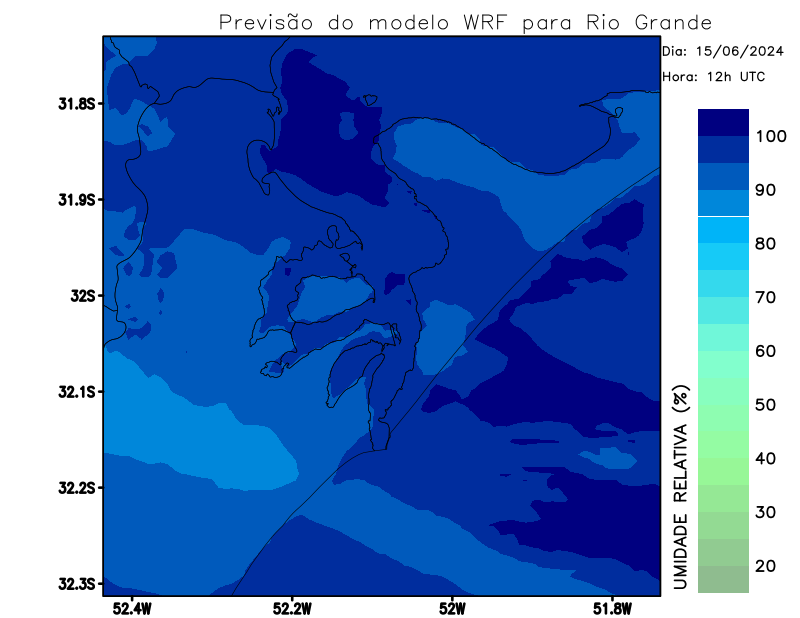 Previsão do modelo WRF para Rio Grande
Dia: 15/06/2024
Hora: 12h UTC
31.8S
31.9S
32S
32.1S
32.2S
32.3S
52.4W
52.2W
52W
51.8W
100
90
80
70
60
50
40
30
20
UMIDADE RELATIVA (%)